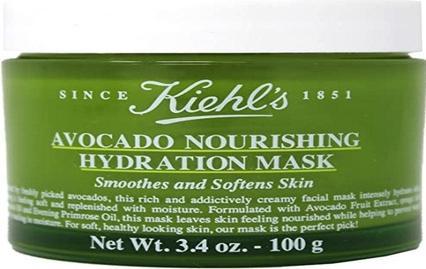 SINCE Kiehl's 1851
AVOCADO NOURISHING
HYDRATION MASK
Smoothes and Softens Skin
by freshly picked avocados, this rich and addictively creamy facial mask intensely hydrates
feeling soft and replenished with moisture. Formulated with Avocado Fruit Extract,
and Evening Primrose Oil, this mask leaves skin feeling nourished while helping to prevent
For soft, healthy looking skin, our mask is the perfect pick!
Net Wt. 3.4 oz. - 100 g